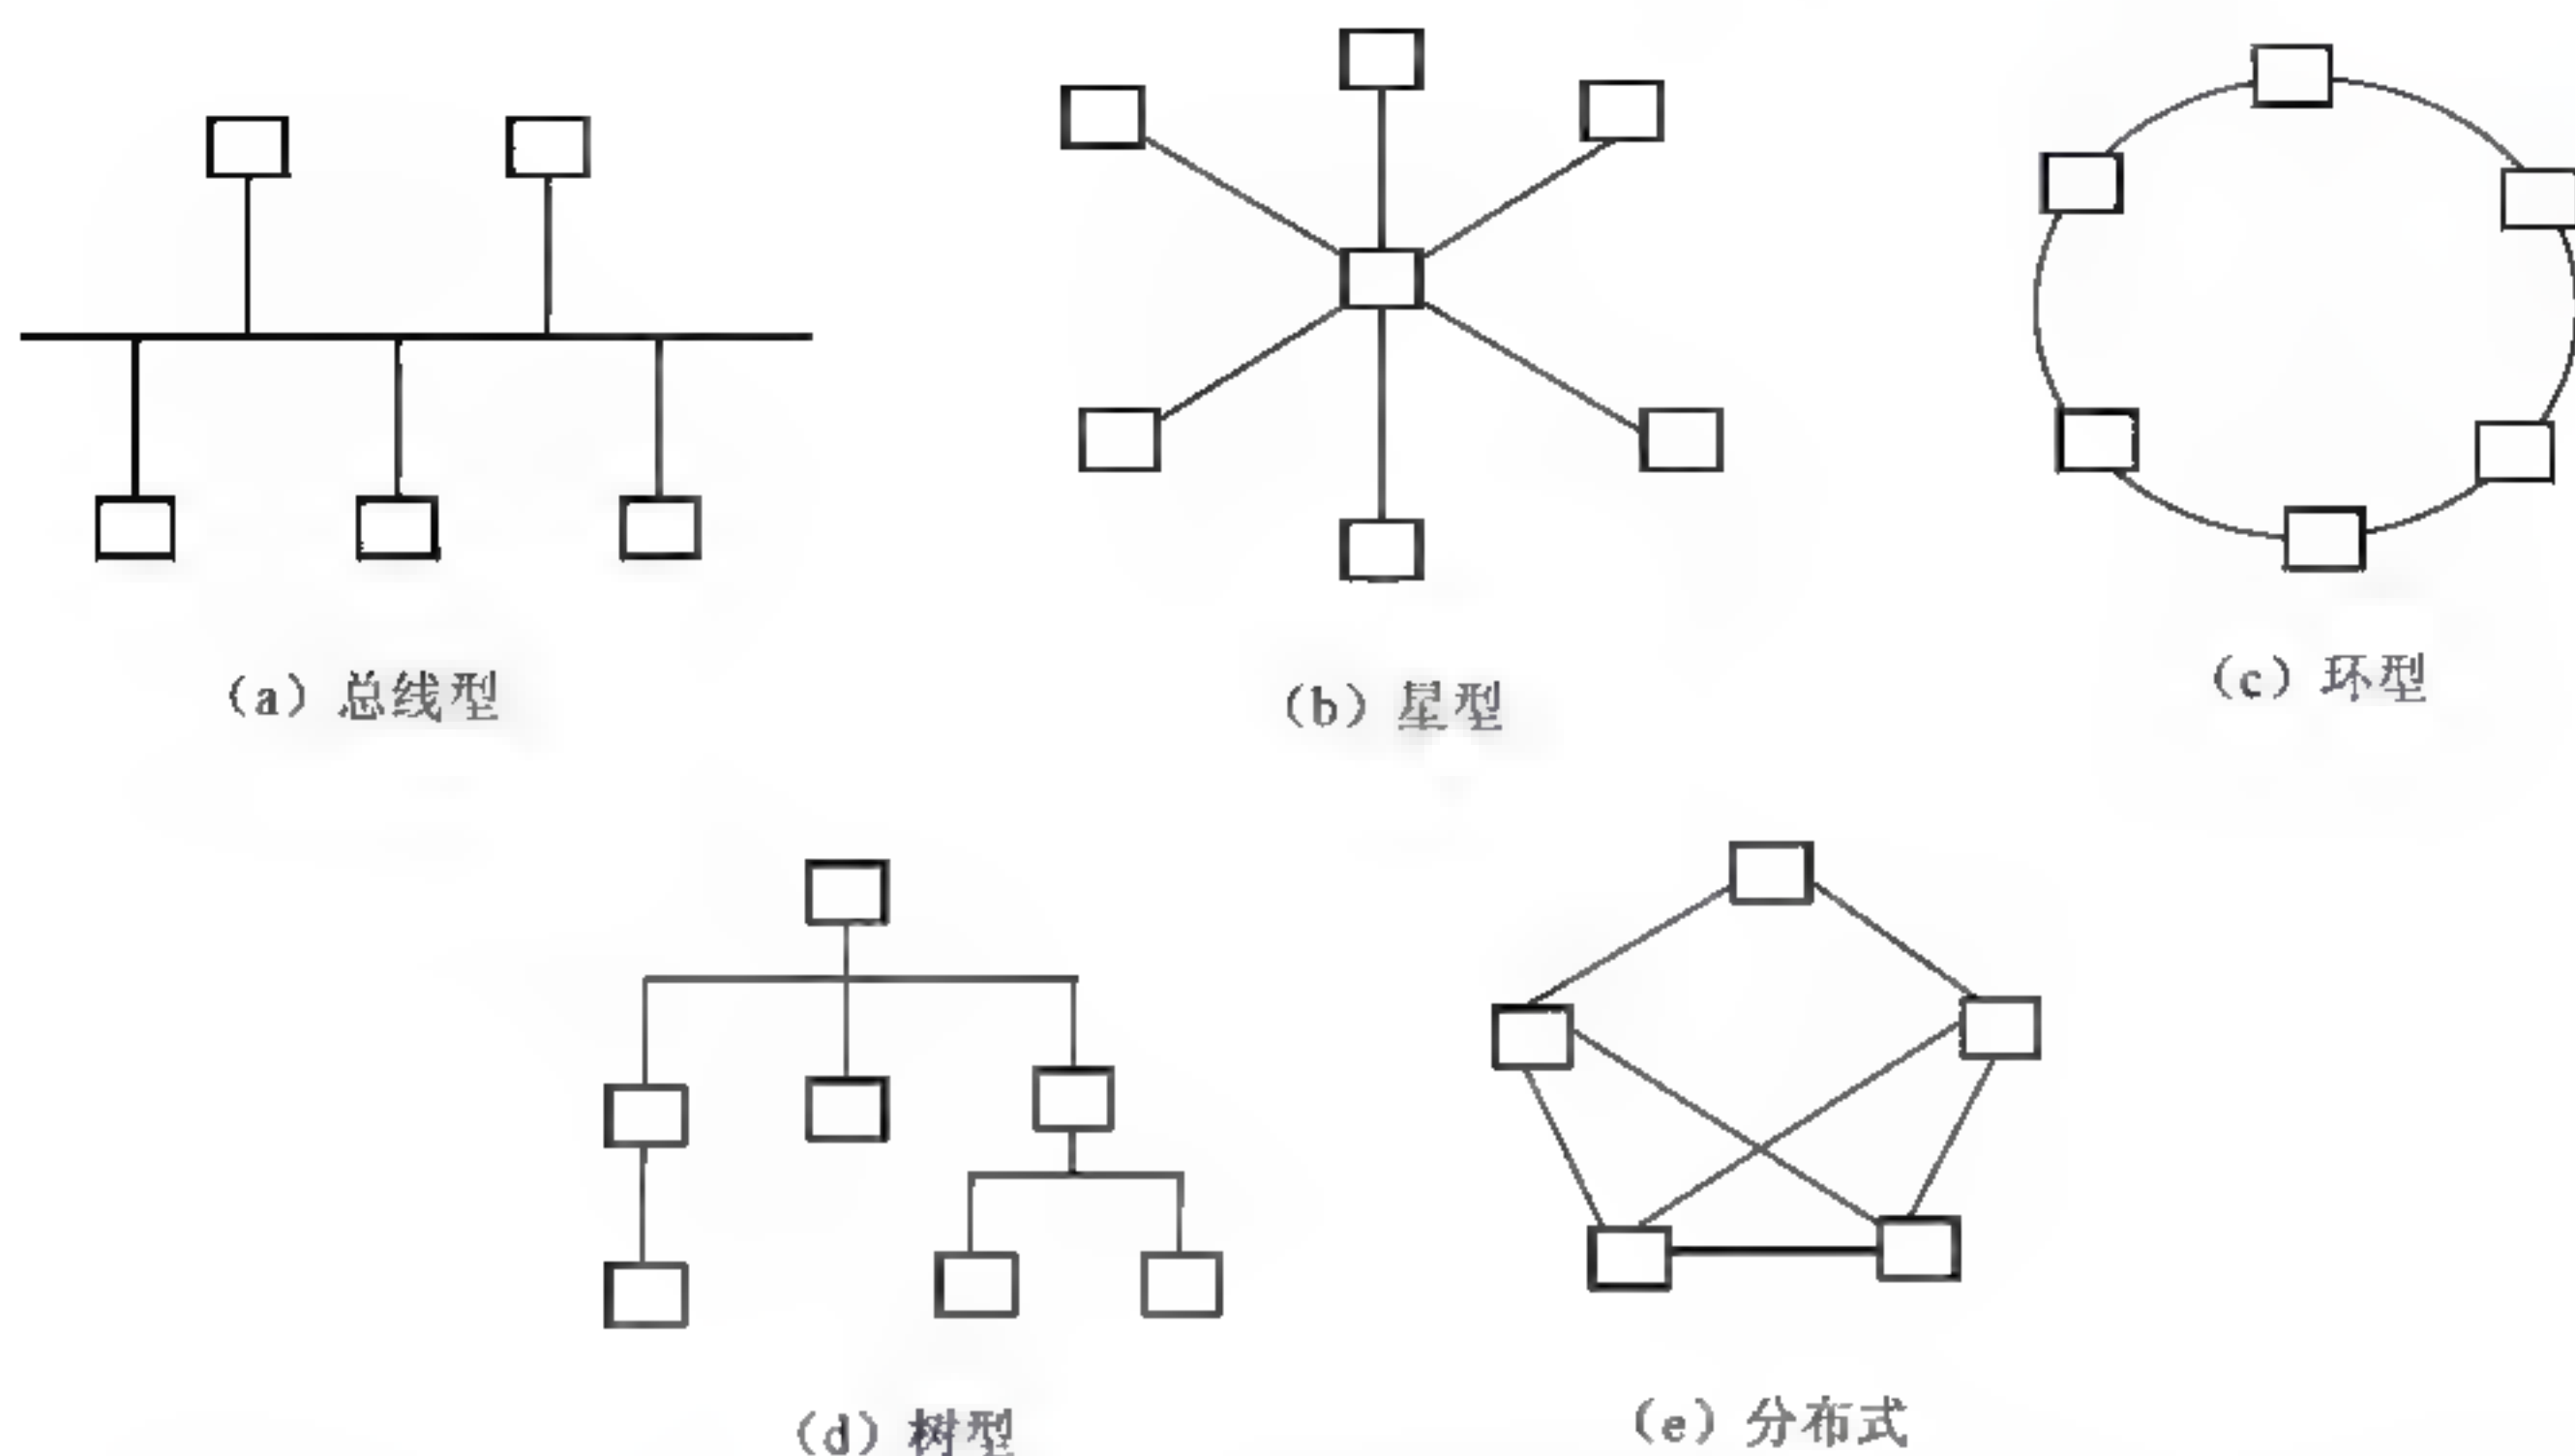 （a）总线型
（b）星型
（c）环型
（d）树型
（e）分布式